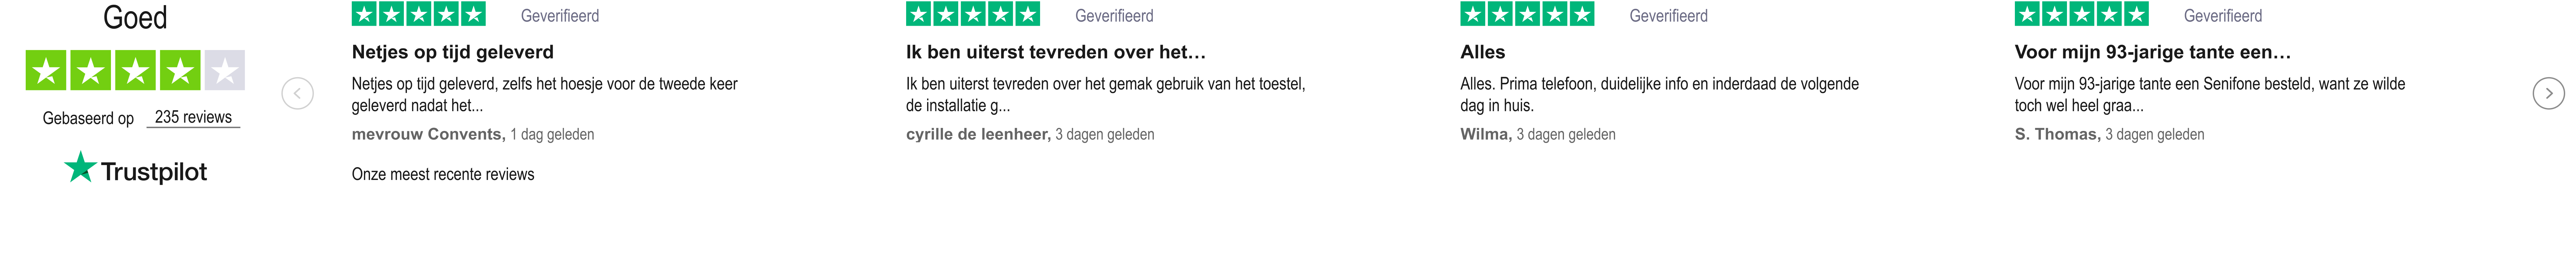 Goed
Gebaseerd op 235 reviews
Trustpilot
Geverifieerd
Netjes op tijd geleverd
Netjes op tijd geleverd, zelfs het hoesje voor de tweede keer
geleverd nadat het...
mevrouw Convents, 1 dag geleden
Onze meest recente reviews
Geverifieerd
Ik ben uiterst tevreden over het...
Ik ben uiterst tevreden over het gemak gebruik van het toestel,
de installatie g...
cyrille de leenheer, 3 dagen geleden
Geverifieerd
Alles
Alles. Prima telefoon, duidelijke info en inderdaad de volgende
dag in huis.
Wilma, 3 dagen geleden
Geverifieerd
Voor mijn 93-jarige tante een...
Voor mijn 93-jarige tante een Senifone besteld, want ze wilde
toch wel heel graa...
S. Thomas, 3 dagen geleden